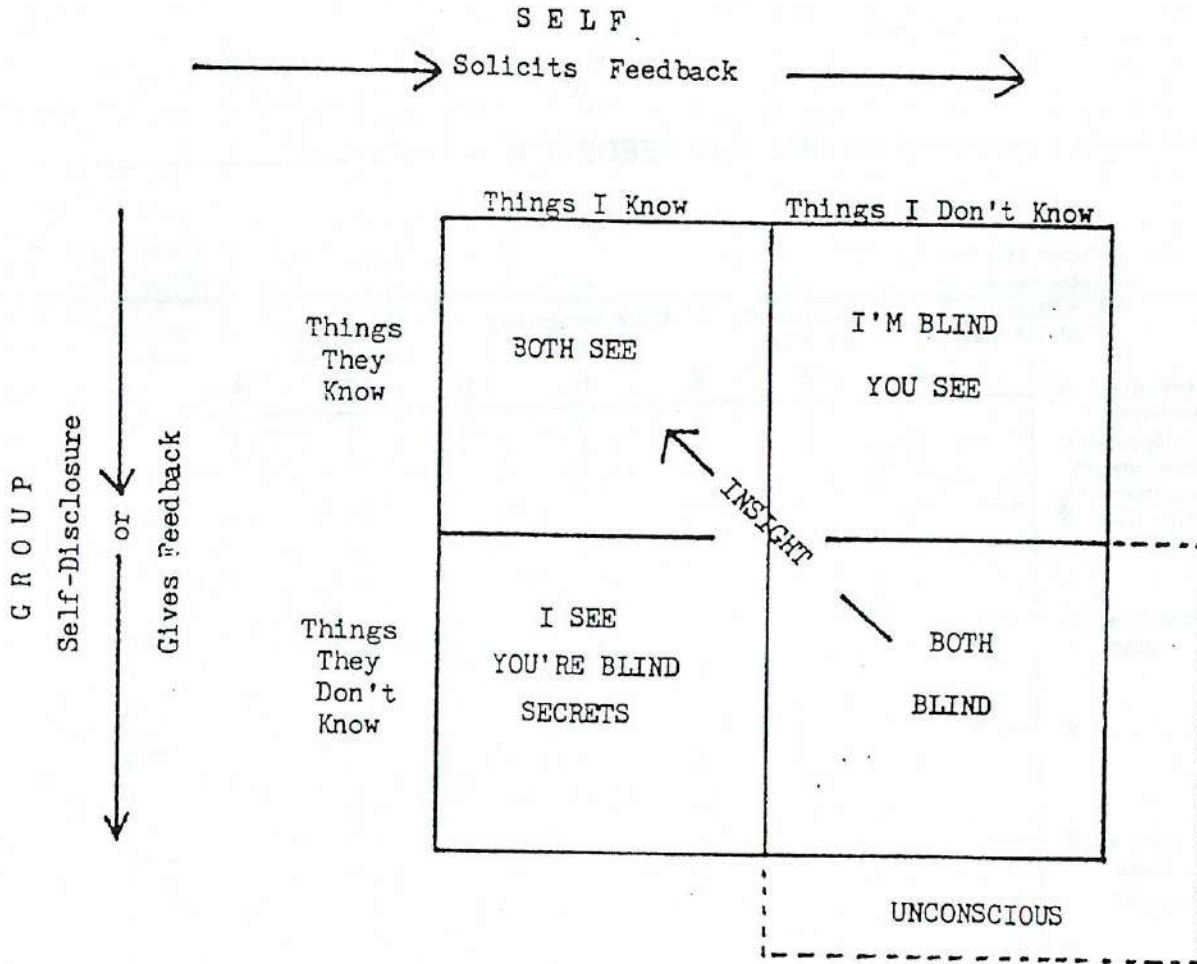 S E L F
Solicits Feedback
Things I Know
Things I Don't Know
Things
They
Know
BOTH SEE
I'M BLIND
YOU SEE
INSIGHT
G R O U P
Self-Disclosure
or
Gives Feedback
Things
They
Don't
Know
I SEE
YOU'RE BLIND
SECRETS
BOTH
BLIND
UNCONSCIOUS